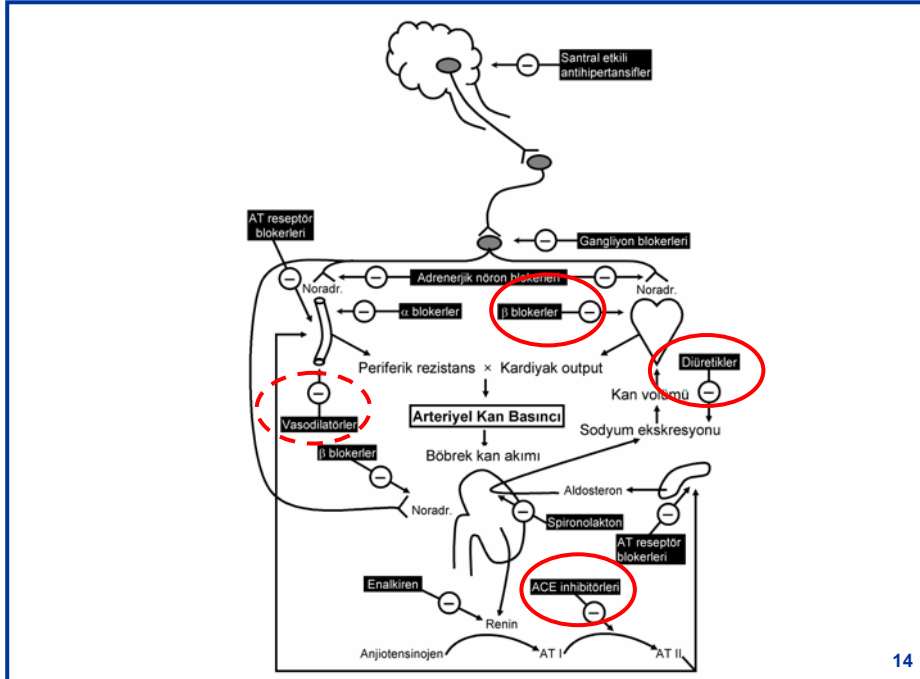 Santral etkili
antihipertansifler
Gangliyon blokerleri
AT reseptör
blokerleri
Adrenerjik nöron blokerleri
Noradr.
Noradr.
α blokerler
β blokerler
Periferik rezistans × Kardiyak output
Diüretikler
Kan volümü
Vasodilatörler
Arteriyel Kan Basıncı
Sodyum ekskresyonu
β blokerler
Böbrek kan akımı
Noradr.
Aldosteron
Spironolakton
AT reseptör
blokerleri
Enalkiren
ACE inhibitörleri
Renin
Anjiotensinojen
AT I
AT II
14